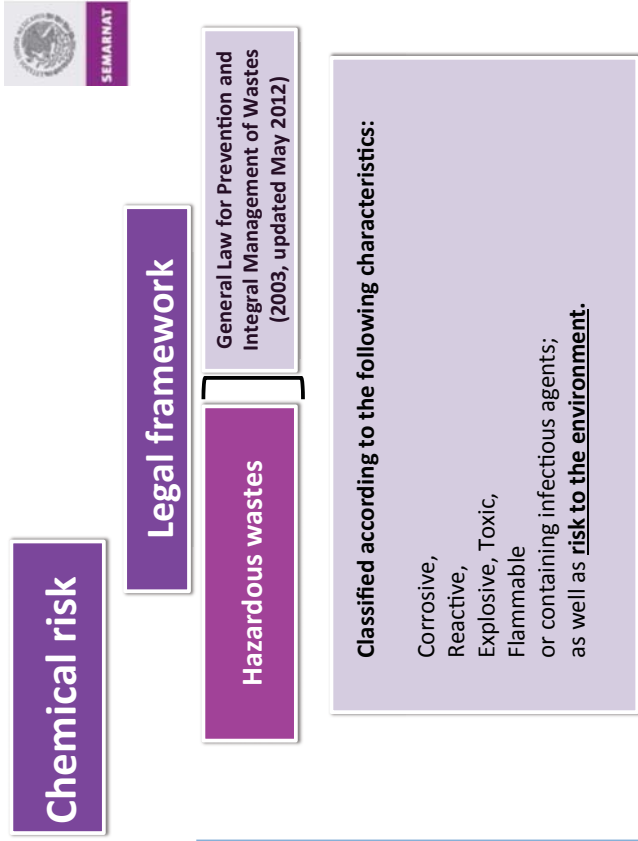 Chemical risk
SEMARNAT
Legal framework
Hazardous wastes
General Law for Prevention and
Integral Management of Wastes
(2003, updated May 2012)
Classified according to the following characteristics:
Corrosive,
Reactive,
Explosive, Toxic,
Flammable
or containing infectious agents;
as well as risk to the environment.